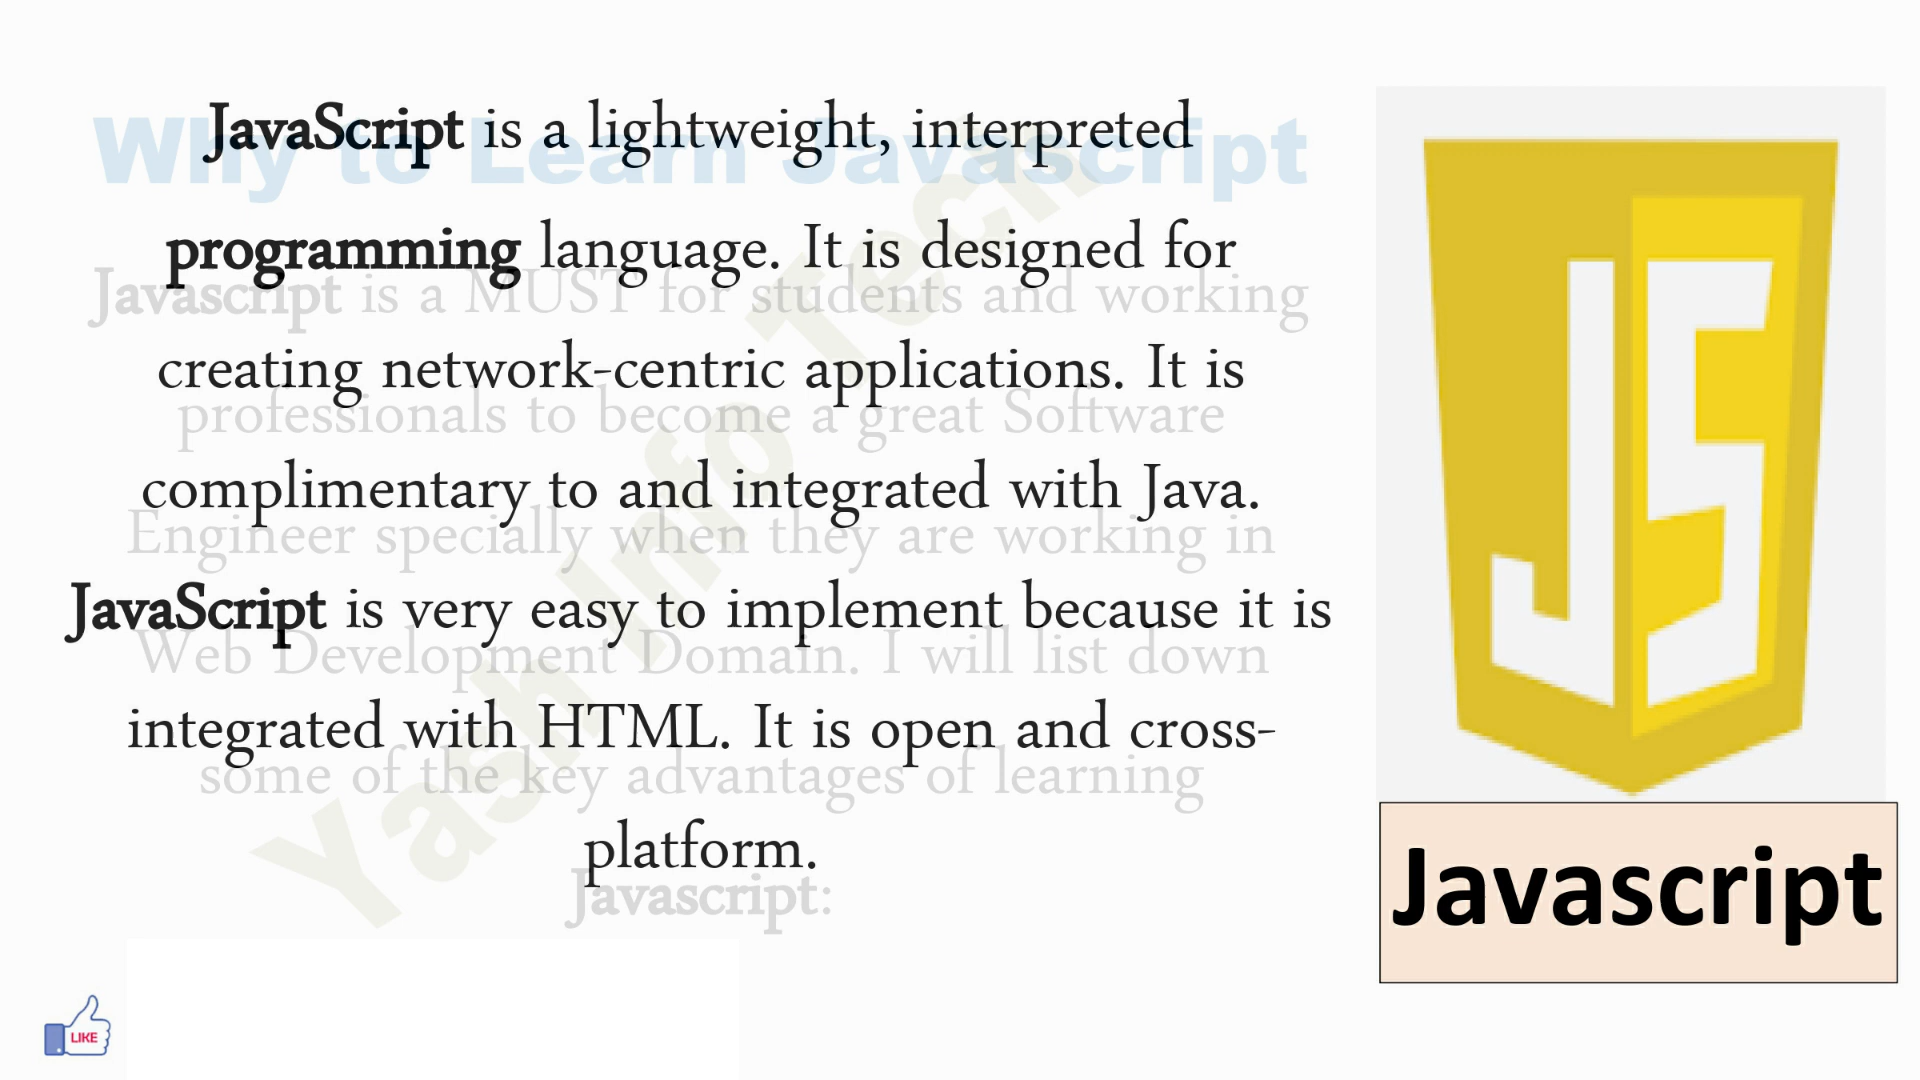 JavaScript is a lightweight, interpreted
programming language. It is designed for
creating network-centric applications. It is
complimentary to and integrated with Java.
JavaScript is very easy to implement because it is
integrated with HTML. It is open and cross-
platform.
Why to Learn Javascript
Javascript is a MUST for students and working
professionals to become a great Software
Engineer specially when they are working in
Web Development Domain. I will list down
some of the key advantages of learning
Javascript:
Yash Info Tech
JS
Javascript
LIKE